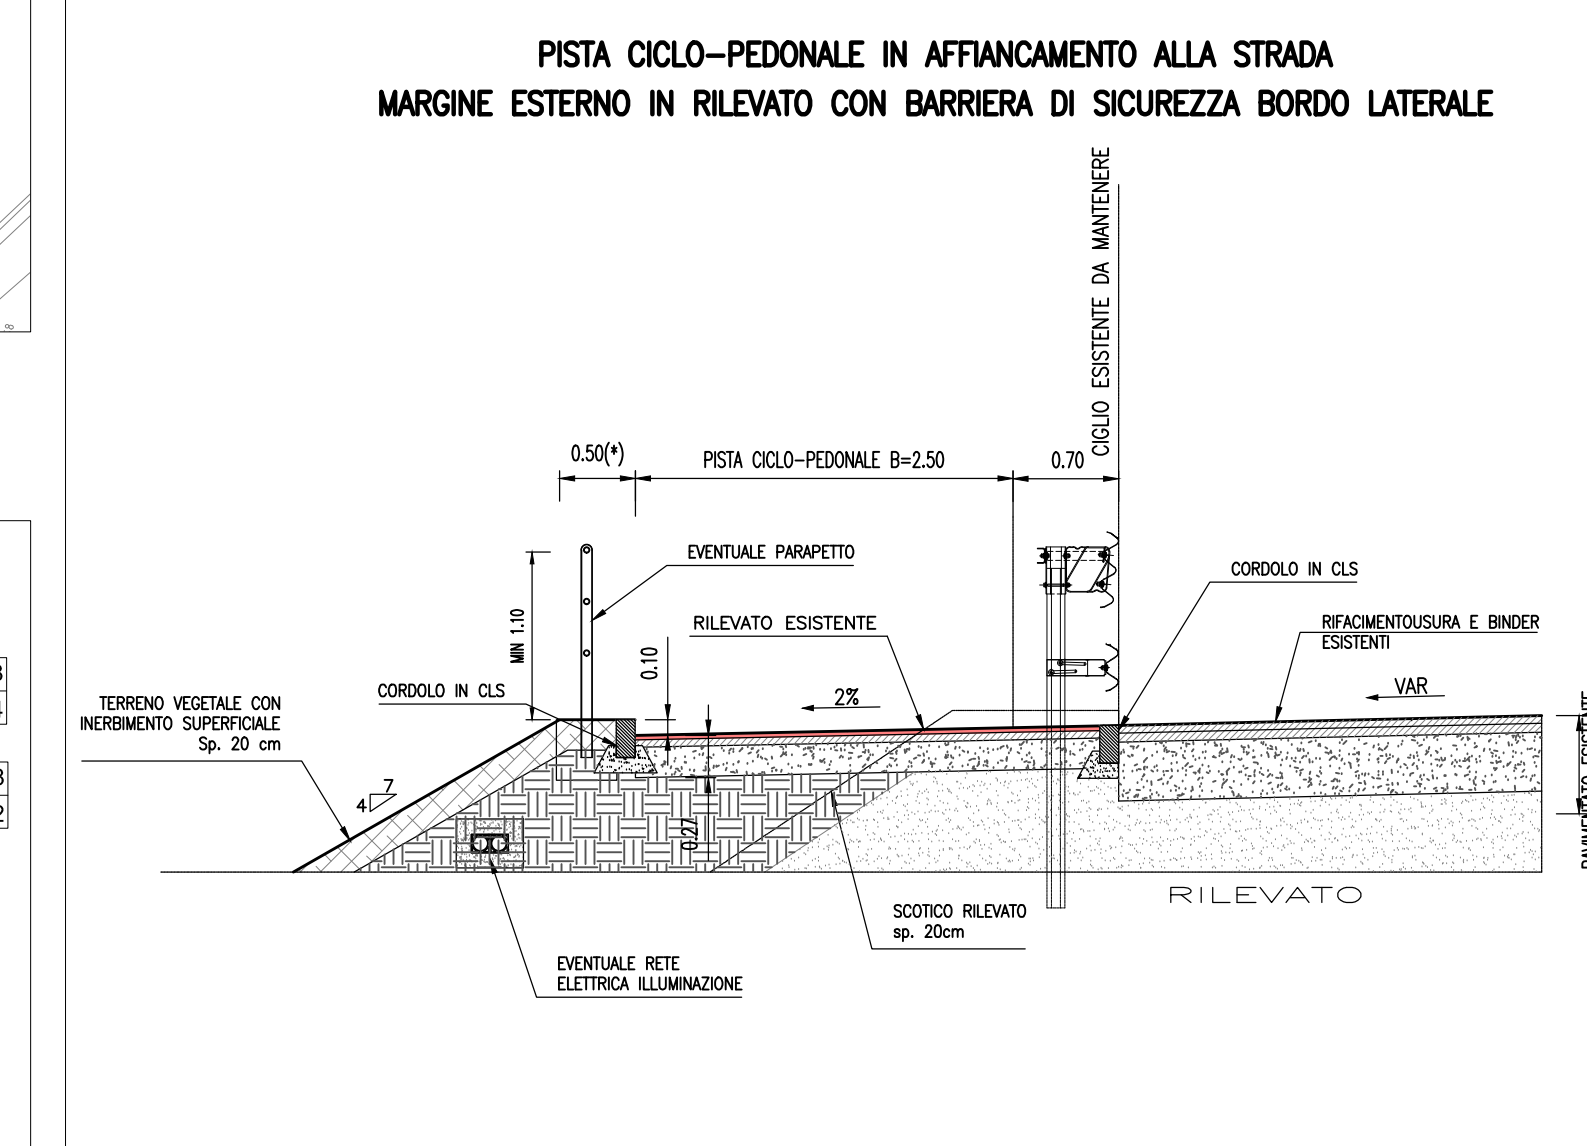 PISTA CICLO-PEDONALE IN AFFIANCAMENTO ALLA STRADA
MARGINE ESTERNO IN RILEVATO CON BARRIERA DI SICUREZZA BORDO LATERALE
CIGLIO ESISTENTE DA MANTENERE
0.50(*)
PISTA CICLO-PEDONALE B=2.50
0.70
EVENTUALE PARAPETTO
CORDOLO IN CLS
MIN 1.10
RILEVATO ESISTENTE
0.10
RIFACIMENTOUSURA E BINDER
ESISTENTI
CORDOLO IN CLS
2%
VAR
TERRENO VEGETALE CON
INERBIMENTO SUPERFICIALE
Sp. 20 cm
7
4
0.27
PAVIMENTATO ESISTENTE
RILEVATO
SCOTICO RILEVATO
sp. 20cm
EVENTUALE RETE
ELETTRICA ILLUMINAZIONE